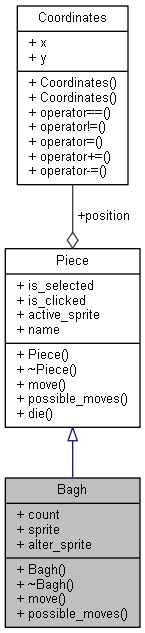 Coordinates
+ x
+ y
+ Coordinates()
+ Coordinates()
+ operator==()
+ operator!=()
+ operator=()
+ operator+=()
+ operator-=()
+position
Piece
+ is_selected
+ is_clicked
+ active_sprite
+ name
+ Piece()
+ ~Piece()
+ move()
+ possible_moves()
+ die()
Bagh
+ count
+ sprite
+ alter_sprite
+ Bagh()
+ ~Bagh()
+ move()
+ possible_moves()